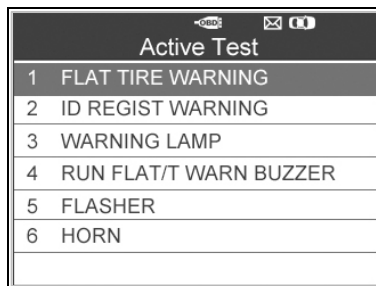 OBD
Active Test
1 FLAT TIRE WARNING
2 ID REGIST WARNING
3 WARNING LAMP
4 RUN FLAT/T WARN BUZZER
5 FLASHER
6 HORN